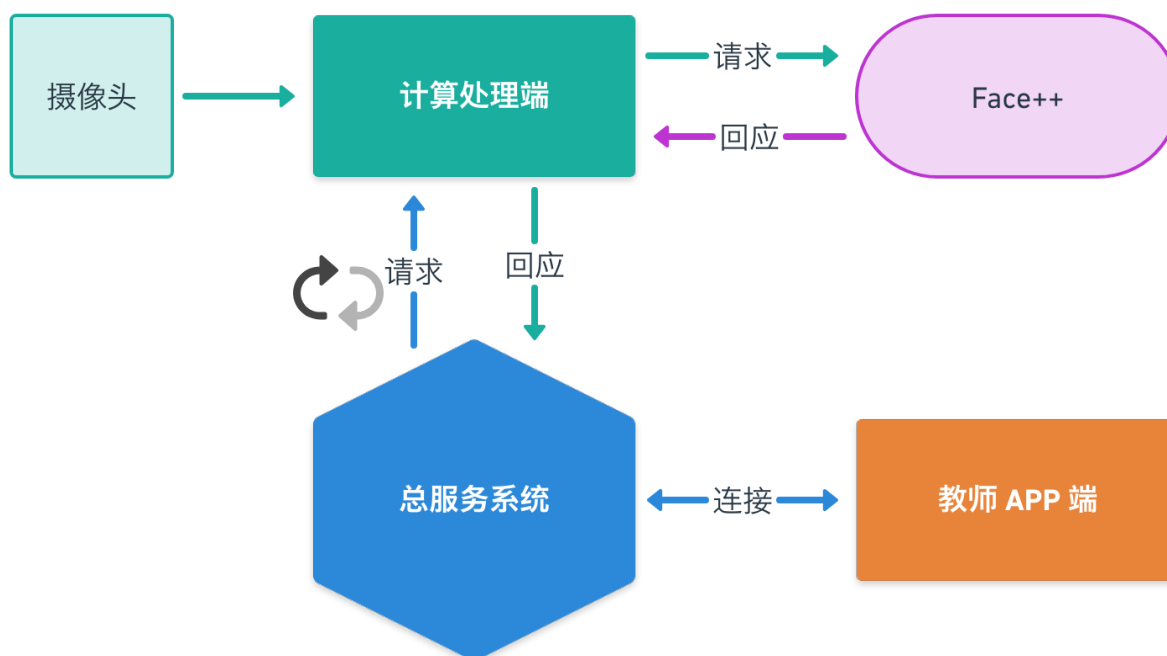 摄像头
计算处理端
请求
Face++
回应
请求
回应
总服务系统
连接
教师 APP 端